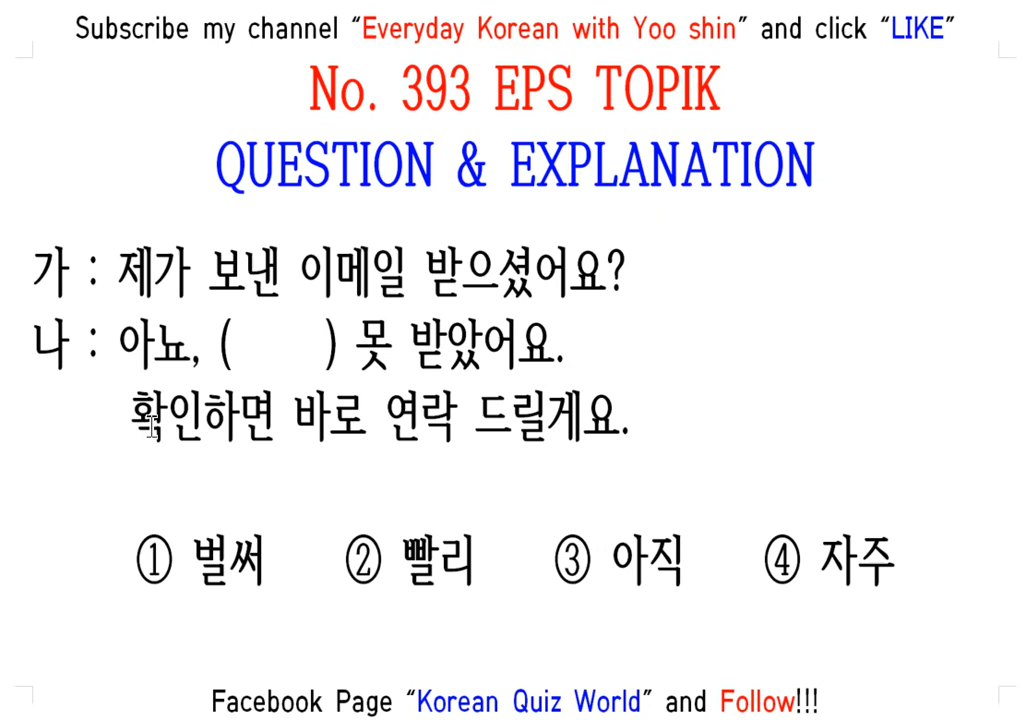 Subscribe my channel “Everyday Korean with Yoo shin” and click “LIKE”
No. 393 EPS TOPIK
QUESTION & EXPLANATION
가 : 제가 보낸 이메일 받으셨어요?
나 : 아뇨, ( ) 못 받았어요.
확인하면 바로 연락 드릴게요.
① 벌써 ② 빨리 ③ 아직 ④ 자주
Facebook Page “Korean Quiz World” and Follow!!!